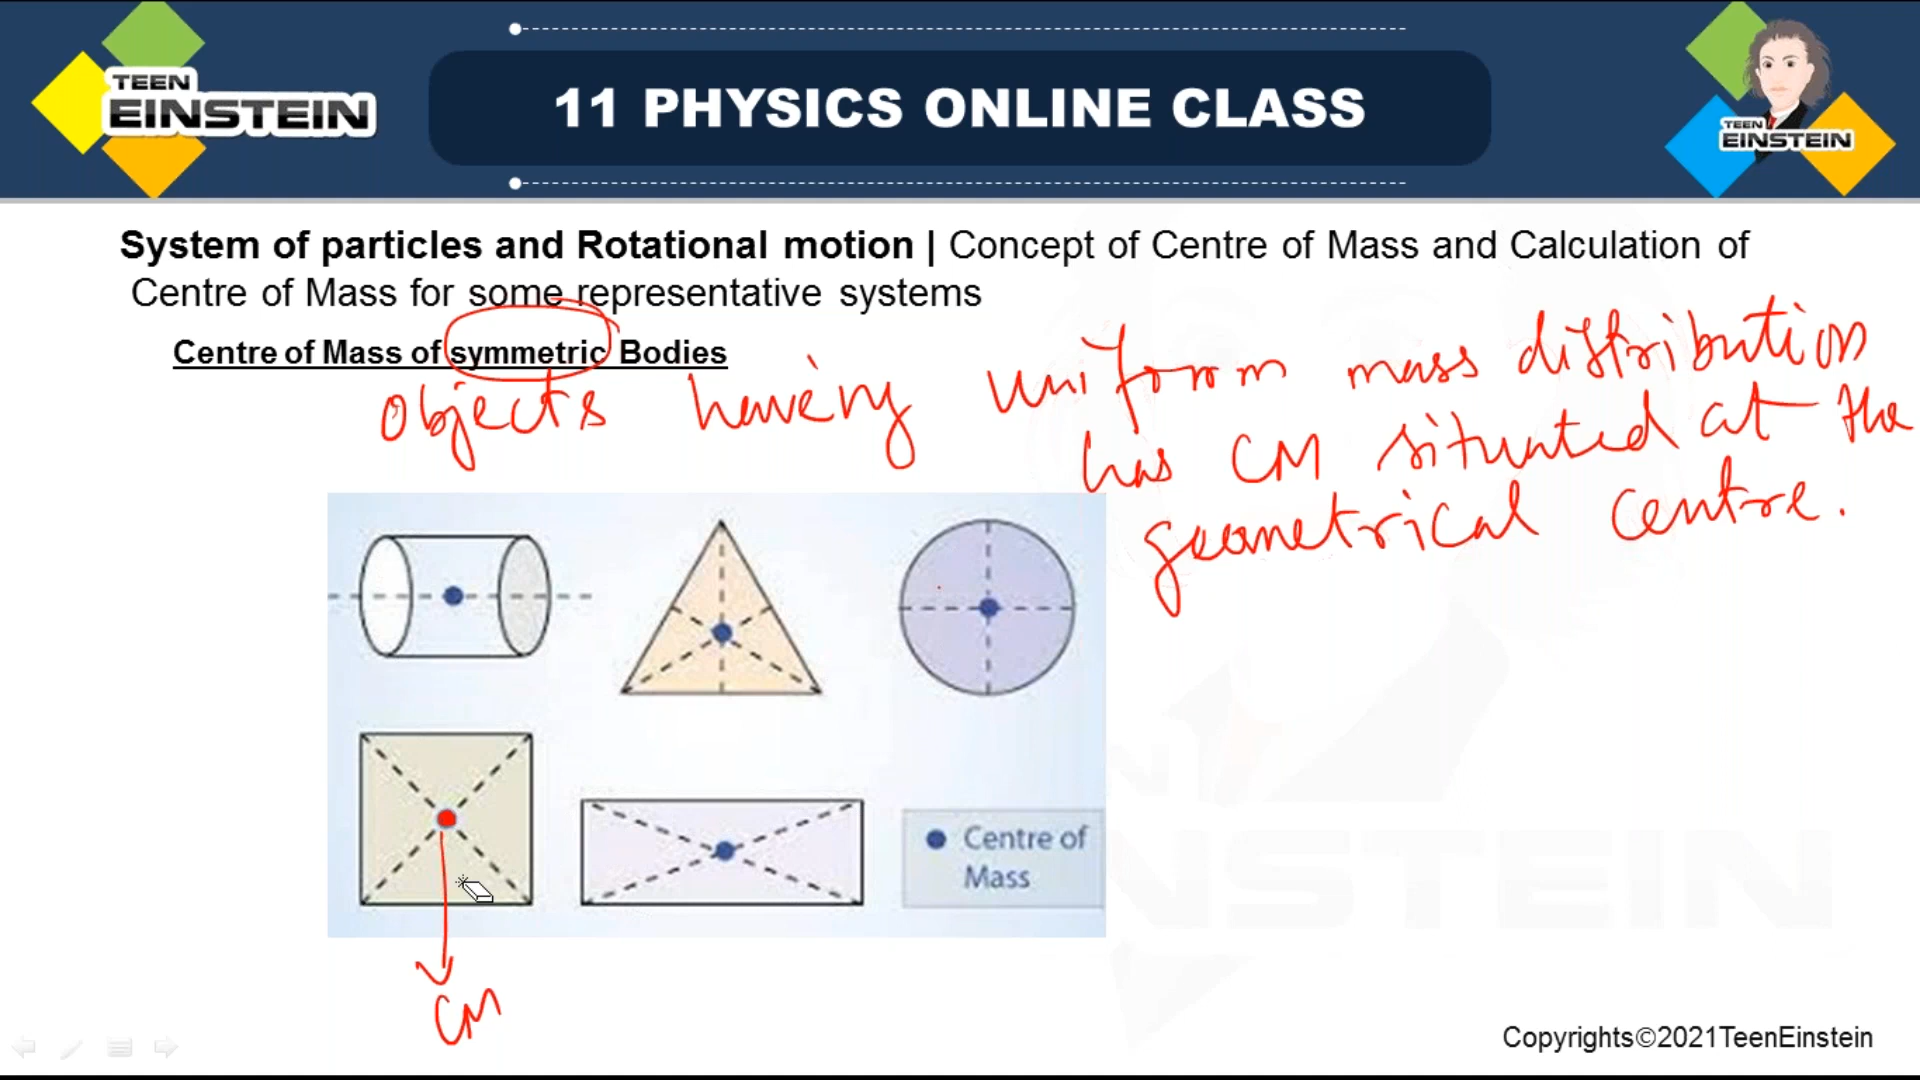 TEEN
EINSTEIN
11 PHYSICS ONLINE CLASS
TEEN
EINSTEIN
System of particles and Rotational motion | Concept of Centre of Mass and Calculation of
Centre of Mass for some representative systems
Centre of Mass of symmetric Bodies
objects having uniform mass distribution
has CM situated at the
geometrical centre.
Centre of
Mass
CM
EINSTEIN
Copyrights©2021TeenEinstein